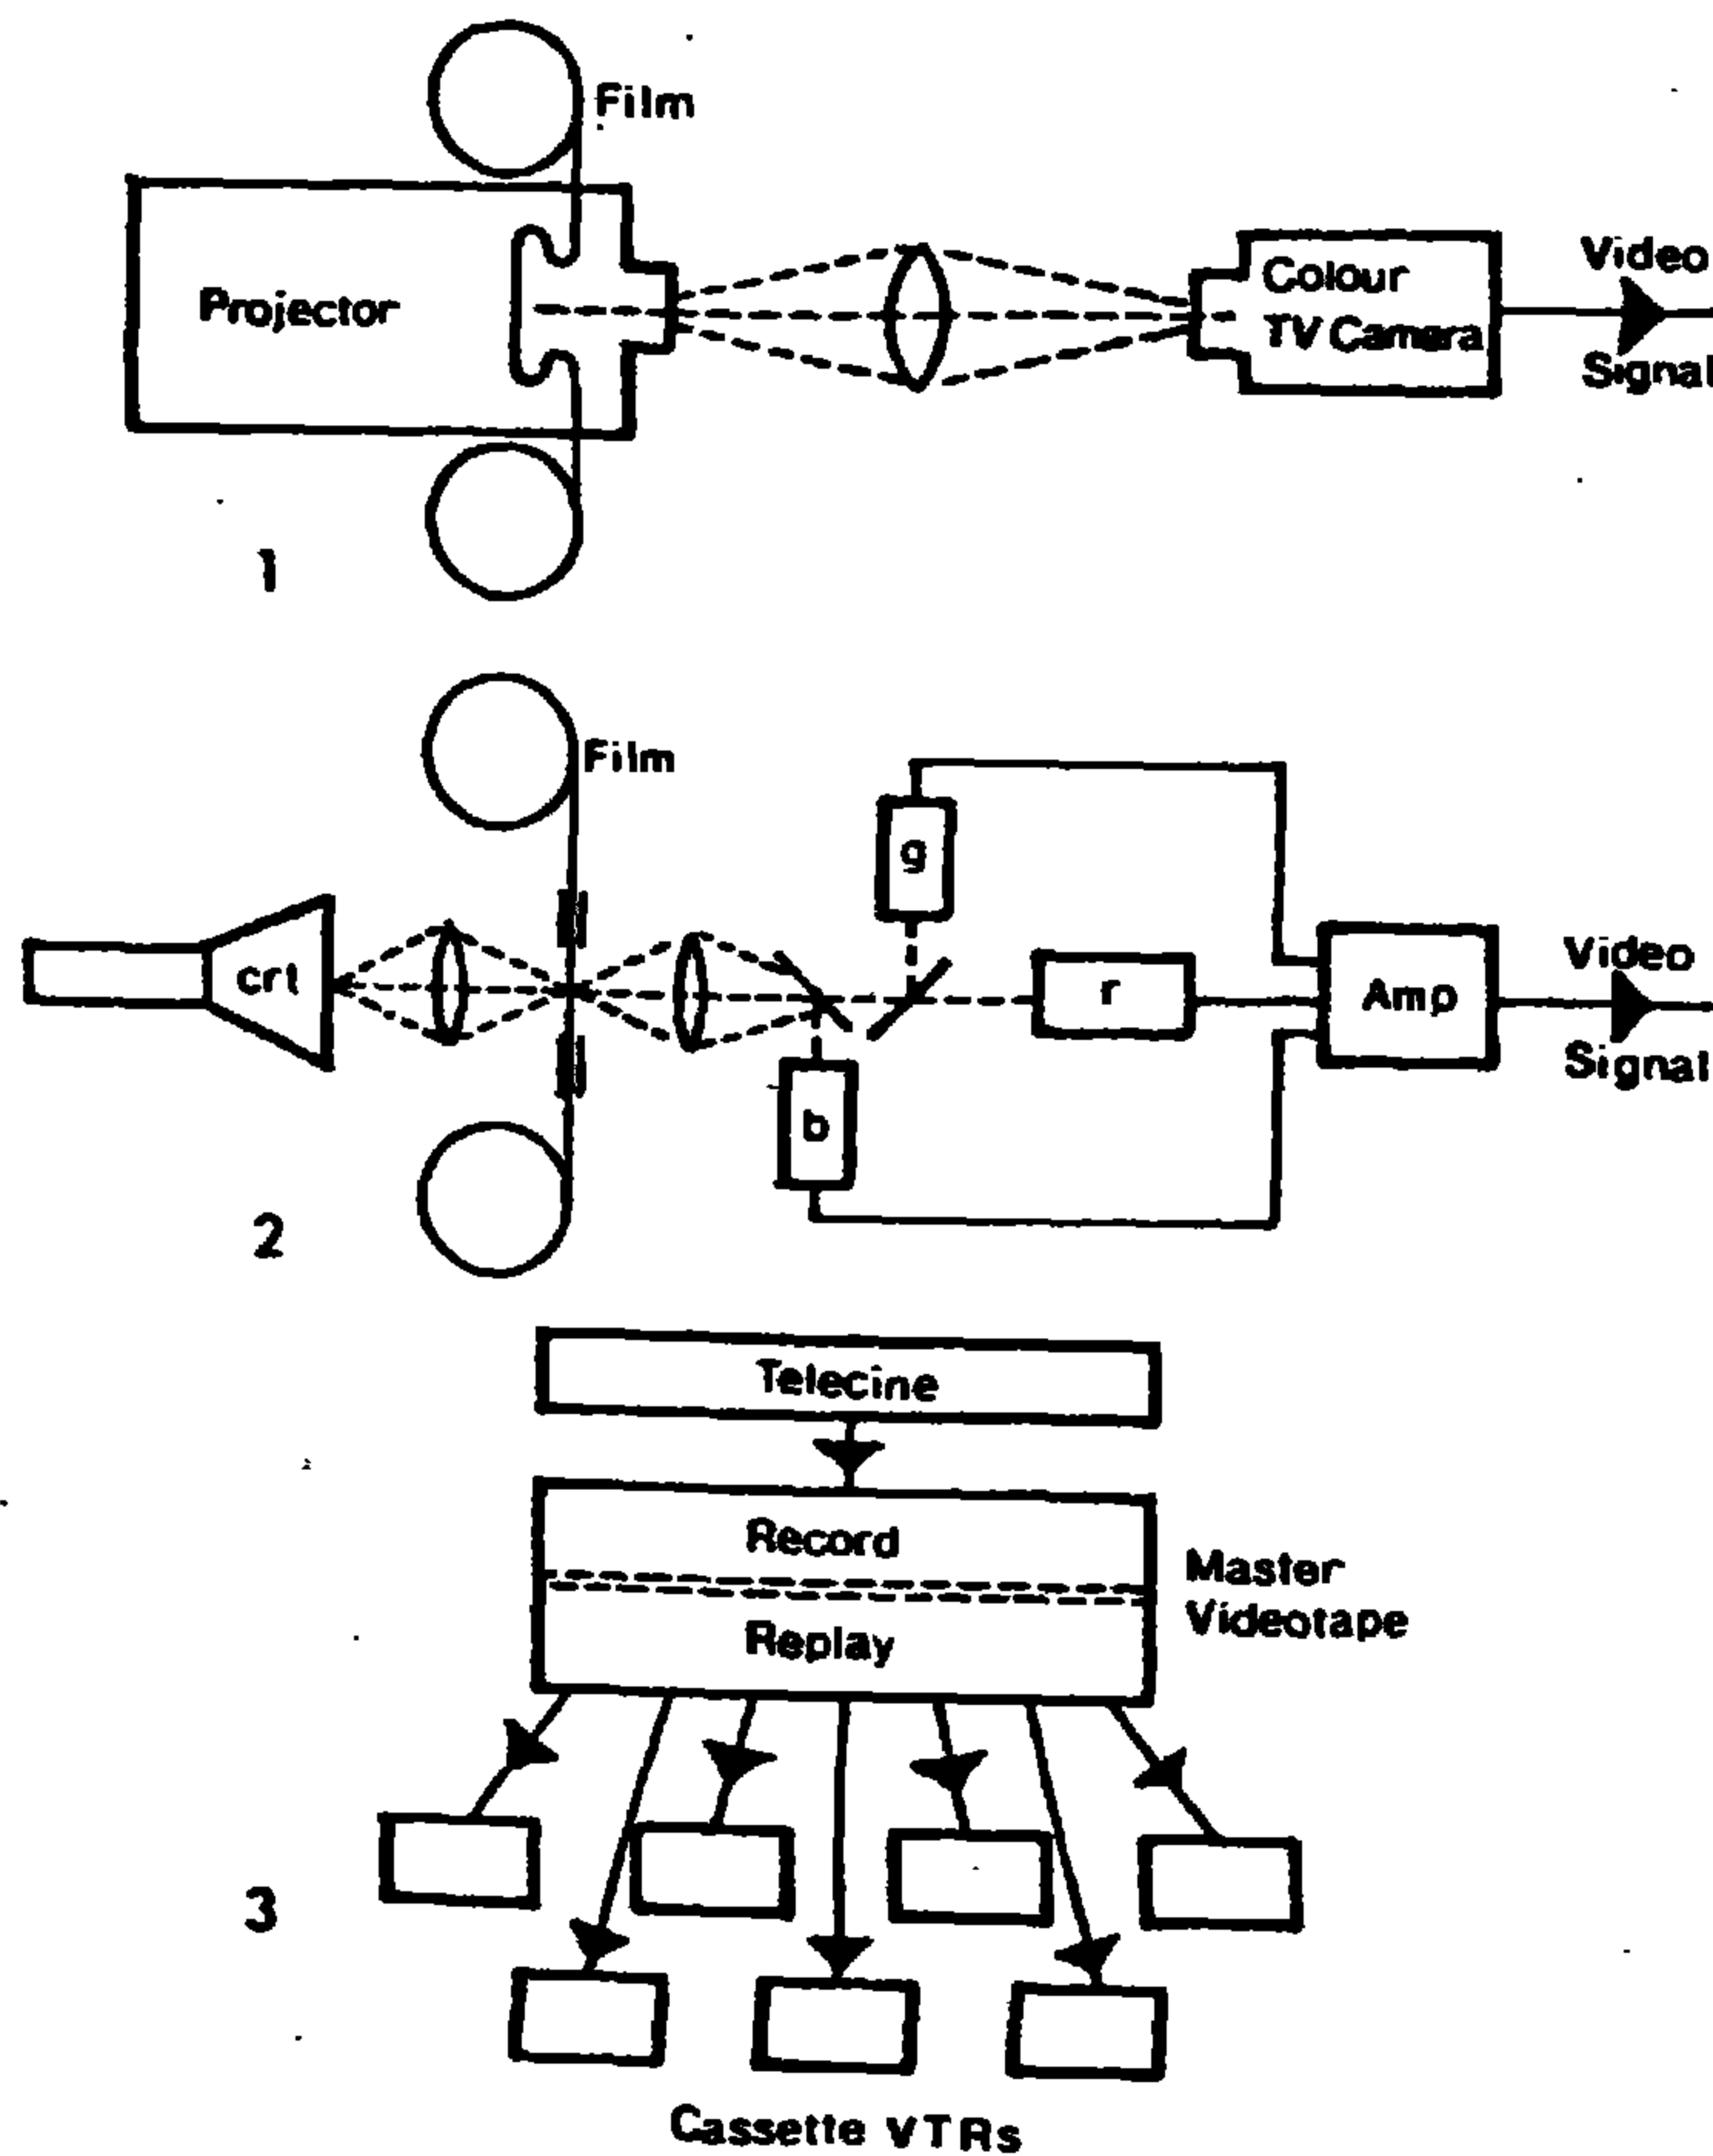 Film
Projector
Colour
TV Camera
Video
Signal
1
Film
g
crt
r
Amp
Video
Signal
b
2
Telecine
Record
Replay
Master
Videotape
3
Cassette VTRs